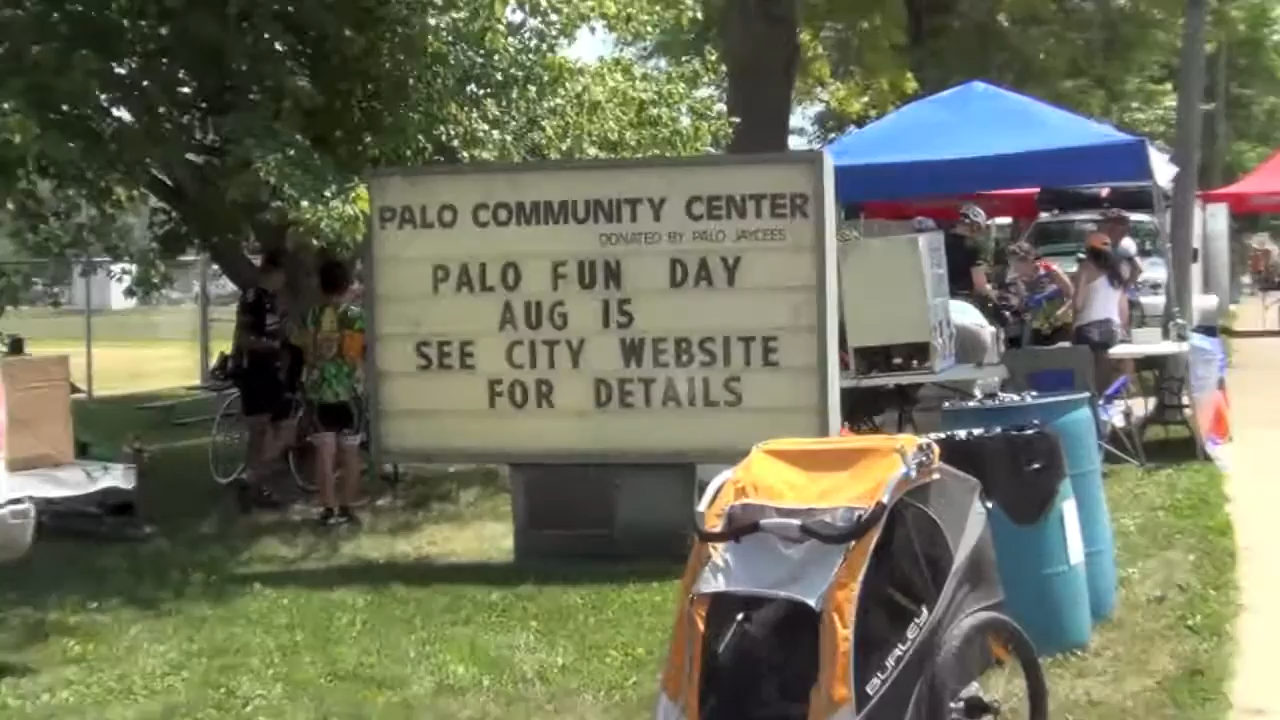 PALO COMMUNITY CENTER
DONATED BY PALO JAYCEES
PALO FUN DAY
AUG 15
SEE CITY WEBSITE
FOR DETAILS
BURLEY